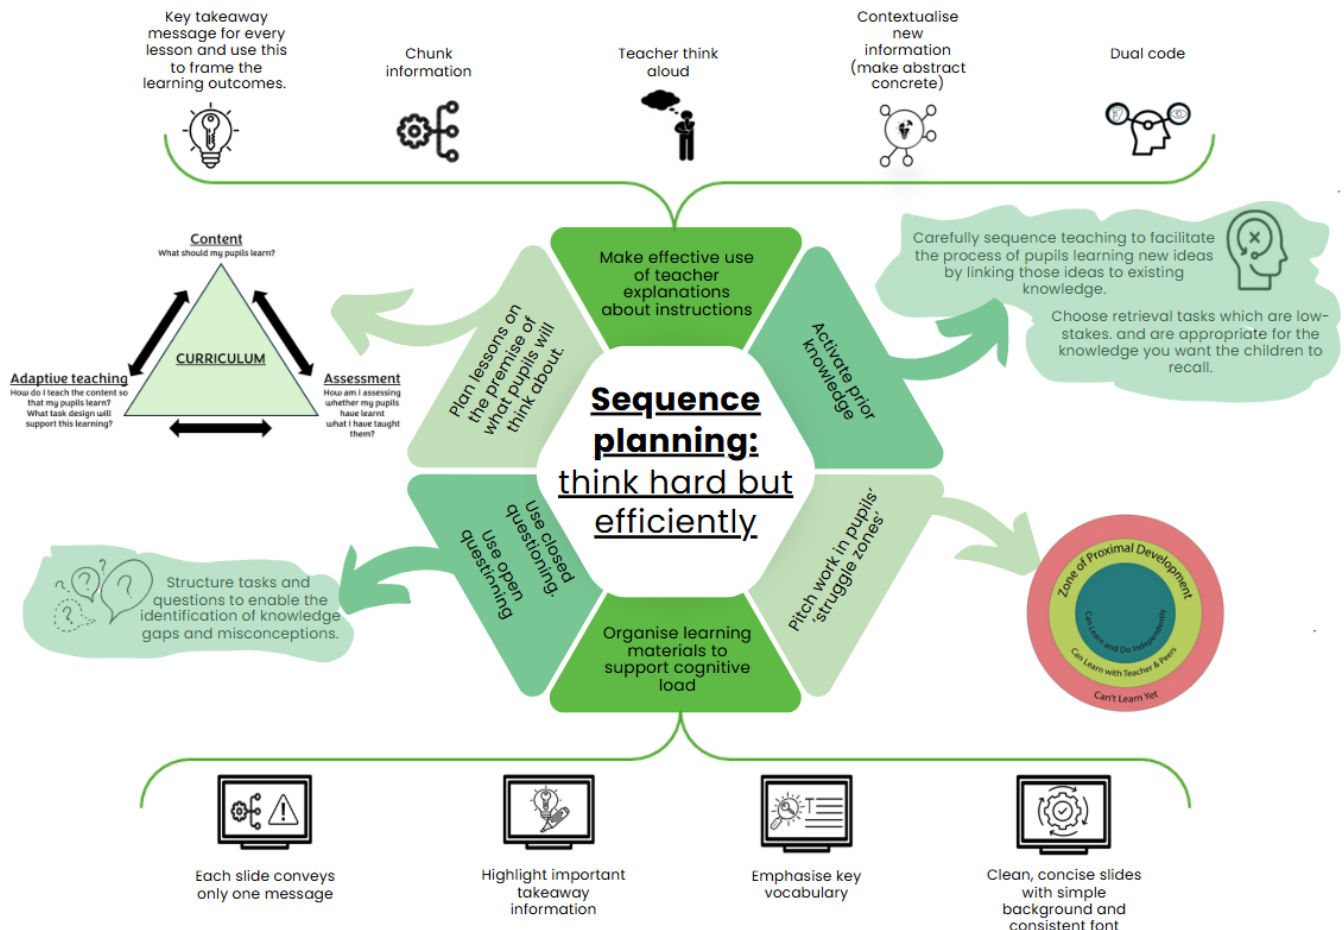 Key takeaway
message for every
lesson and use this
to frame the
learning outcomes.
Chunk
information
Teacher think
aloud
Contextualise
new
information
(make abstract
concrete)
Dual code
Content
What should my pupils learn?
CURRICULUM
Adaptive teaching
How do I teach the content so
that my pupils learn?
What task design will
support this learning?
Assessment
How am I assessing
whether my pupils
have learnt
what I have taught
them?
Plan lessons on
the premise of
what pupils will
think about.
Make effective use
of teacher
explanations
about instructions
Activate prior
knowledge
Carefully sequence teaching to facilitate
the process of pupils learning new ideas
by linking those ideas to existing
knowledge.
Choose retrieval tasks which are low-
stakes. and are appropriate for the
knowledge you want the children to
recall.
Sequence
planning:
think hard but
efficiently
Use closed
questioning.
Use open
questinning
Structure tasks and
questions to enable the
identification of knowledge
gaps and misconceptions.
Pitch work in pupils'
'struggle zones'
Zone of Proximal Development
Can Learn and Do Independently
Can Learn with Teacher & Peers
Can't Learn Yet
Organise learning
materials to
support cognitive
load
Each slide conveys
only one message
Highlight important
takeaway
information
Emphasise key
vocabulary
Clean, concise slides
with simple
background and
consistent font